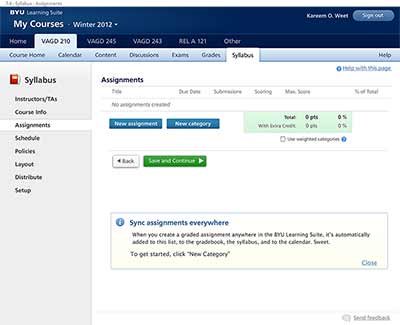 7.4 - Syllabus - Assignments
BYU Learning Suite
My Courses • Winter 2012
Kareem O. Weet
Sign out
Home VAGD 210 VAGD 245 VAGD 243 REL A 121 Other
Course Home Calendar Content Discussions Exams Grades Syllabus Help
Help with this page
Syllabus
Instructors/TAs
Course Info
Assignments
Schedule
Policies
Layout
Distribute
Setup
Assignments
Title Due Date Submissions Scoring Max. Score % of Total
No assignments created
New assignment New category
Total: 0 pts 0 %
With Extra Credit: 0 pts 0 %
Use weighted categories
Back Save and Continue
Sync assignments everywhere
When you create a graded assignment anywhere in the BYU Learning Suite, it's automatically
added to this list, to the gradebook, the syllabus, and to the calendar. Sweet.
To get started, click "New Category"
Close
Send feedback